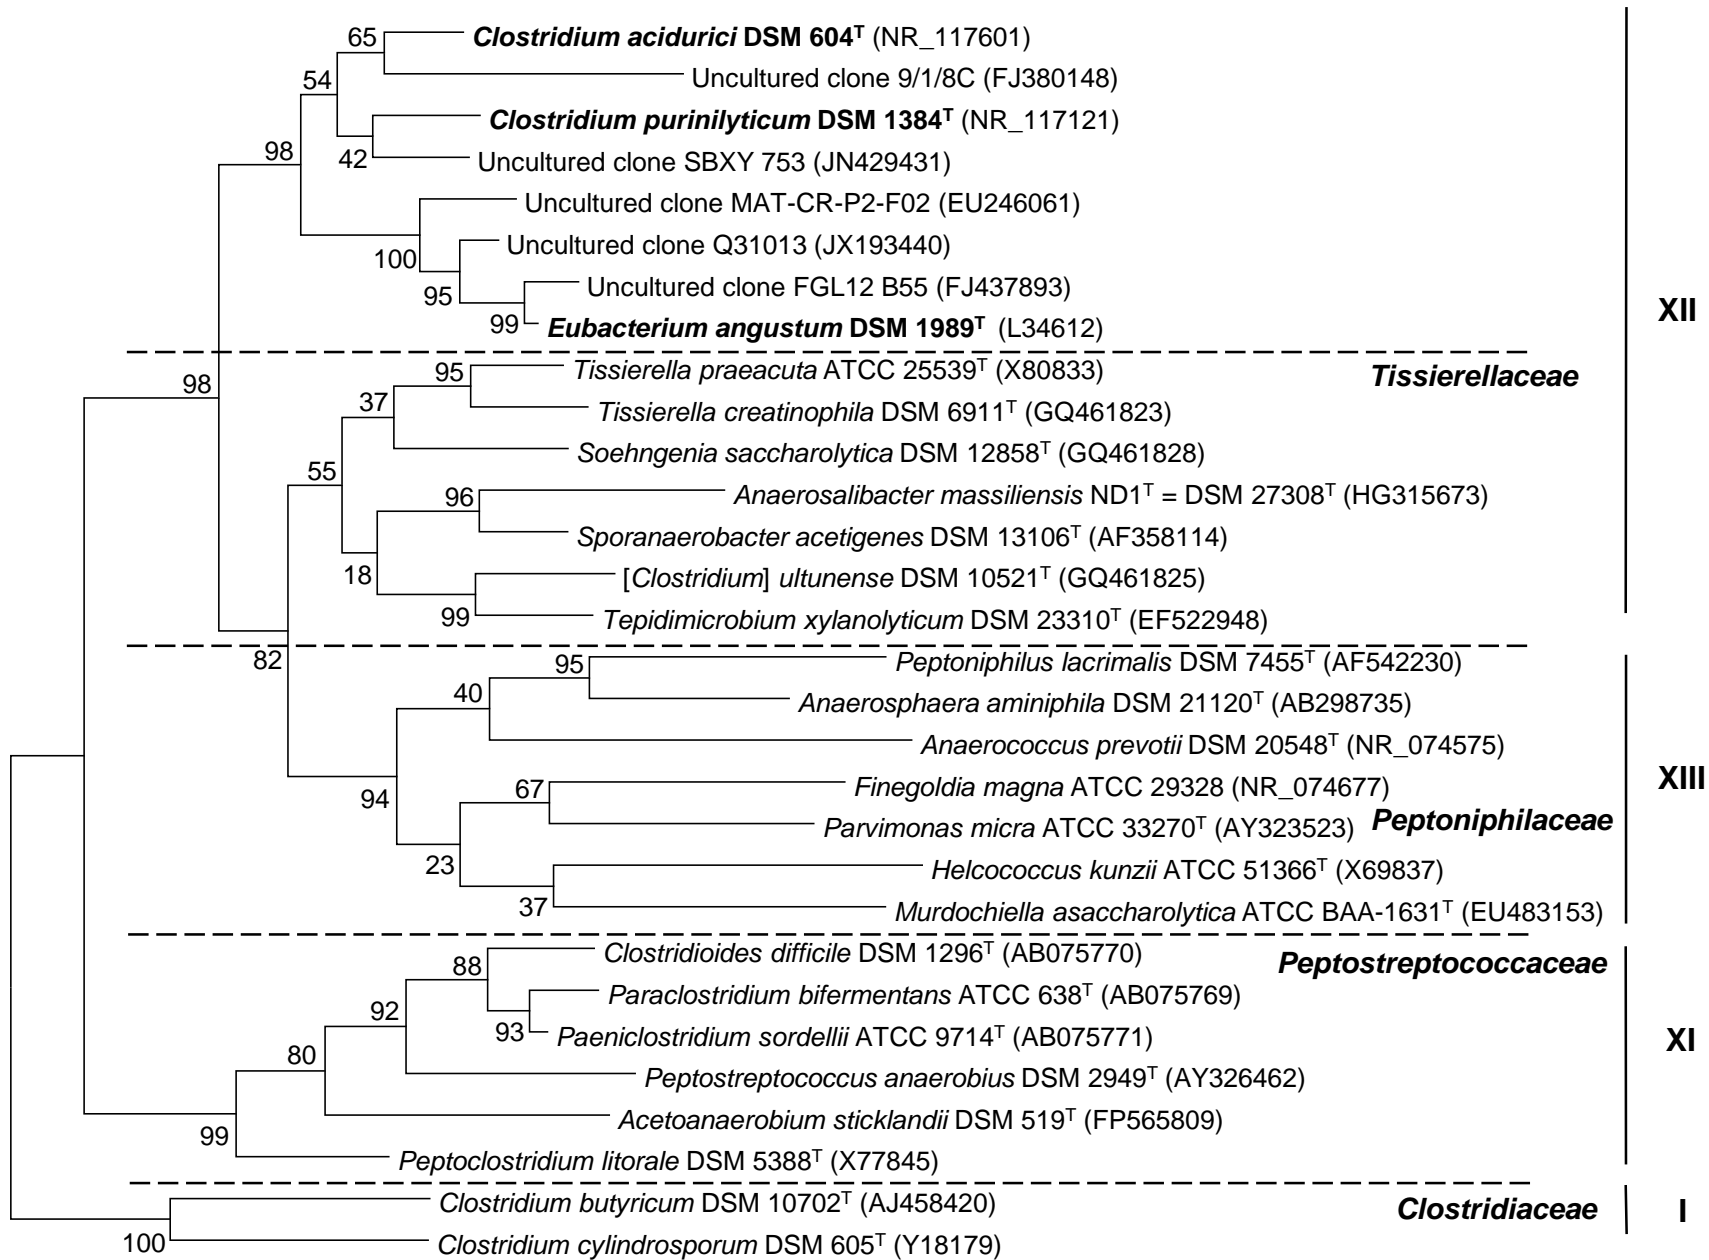 65
Clostridium acidurici DSM 604ᵀ (NR_117601)
54
Uncultured clone 9/1/8C (FJ380148)
Clostridium purinilyticum DSM 1384ᵀ (NR_117121)
98
42
Uncultured clone SBXY 753 (JN429431)
Uncultured clone MAT-CR-P2-F02 (EU246061)
100
Uncultured clone Q31013 (JX193440)
95
Uncultured clone FGL12 B55 (FJ437893)
XII
99
Eubacterium angustum DSM 1989ᵀ (L34612)
98
95
Tissierella praeacuta ATCC 25539ᵀ (X80833)
Tissierellaceae
37
Tissierella creatinophila DSM 6911ᵀ (GQ461823)
Soehngenia saccharolytica DSM 12858ᵀ (GQ461828)
55
96
Anaerosalibacter massiliensis ND1ᵀ = DSM 27308ᵀ (HG315673)
Sporanaerobacter acetigenes DSM 13106ᵀ (AF358114)
18
[Clostridium] ultunense DSM 10521ᵀ (GQ461825)
99
Tepidimicrobium xylanolyticum DSM 23310ᵀ (EF522948)
82
95
Peptoniphilus lacrimalis DSM 7455ᵀ (AF542230)
40
Anaerosphaera aminiphila DSM 21120ᵀ (AB298735)
Anaerococcus prevotii DSM 20548ᵀ (NR_074575)
XIII
94
67
Finegoldia magna ATCC 29328 (NR_074677)
Parvimonas micra ATCC 33270ᵀ (AY323523)
Peptoniphilaceae
23
Helcococcus kunzii ATCC 51366ᵀ (X69837)
37
Murdochiella asaccharolytica ATCC BAA-1631ᵀ (EU483153)
88
Clostridioides difficile DSM 1296ᵀ (AB075770)
Peptostreptococcaceae
92
Paraclostridium bifermentans ATCC 638ᵀ (AB075769)
93
Paeniclostridium sordellii ATCC 9714ᵀ (AB075771)
XI
80
Peptostreptococcus anaerobius DSM 2949ᵀ (AY326462)
Acetoanaerobium sticklandii DSM 519ᵀ (FP565809)
99
Peptoclostridium litorale DSM 5388ᵀ (X77845)
Clostridium butyricum DSM 10702ᵀ (AJ458420)
Clostridiaceae
I
100
Clostridium cylindrosporum DSM 605ᵀ (Y18179)